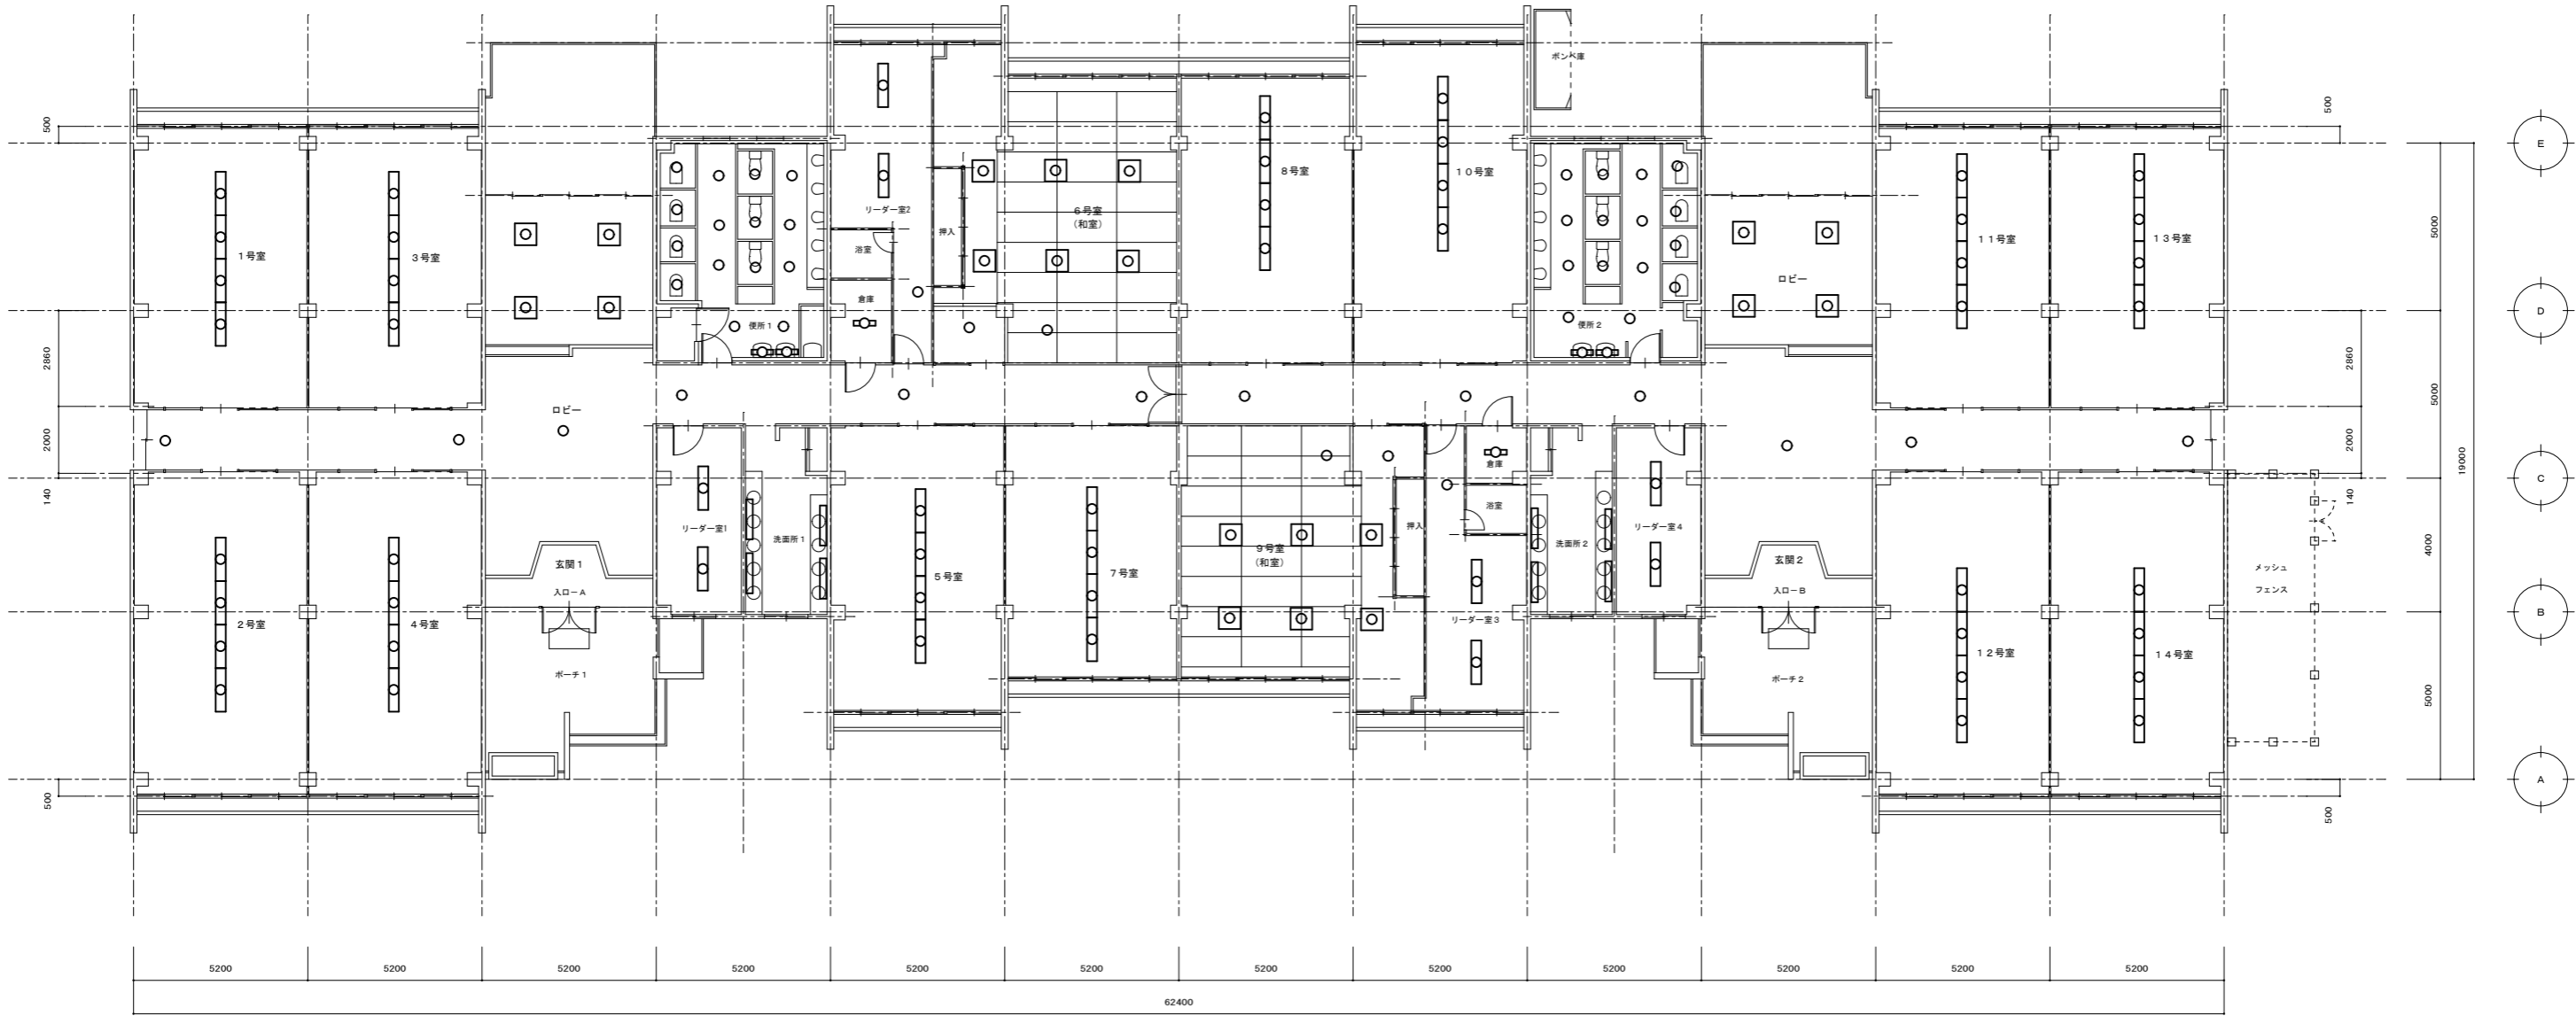 ボンベ庫
500
500
E
8号室
10号室
リーダー室2
6号室
(和室)
押入
1号室
3号室
浴室
11号室
13号室
5000
ロビー
倉庫
便所1
便所2
D
2860
2860
5000
ロビー
2000
2000
19000
倉庫
C
140
140
リーダー室1
洗面所1
押入
浴室
洗面所2
リーダー室4
9号室
(和室)
玄関1
玄関2
5号室
7号室
メッシュ
フェンス
4000
入口-A
入口-B
B
2号室
4号室
リーダー室3
12号室
14号室
ポーチ1
ポーチ2
5000
A
500
500
5200
5200
5200
5200
5200
5200
5200
5200
5200
5200
5200
5200
62400